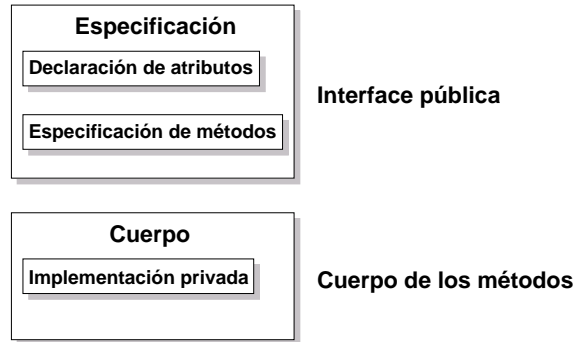 Especificación
Declaración de atributos
Interface pública
Especificación de métodos
Cuerpo
Implementación privada
Cuerpo de los métodos